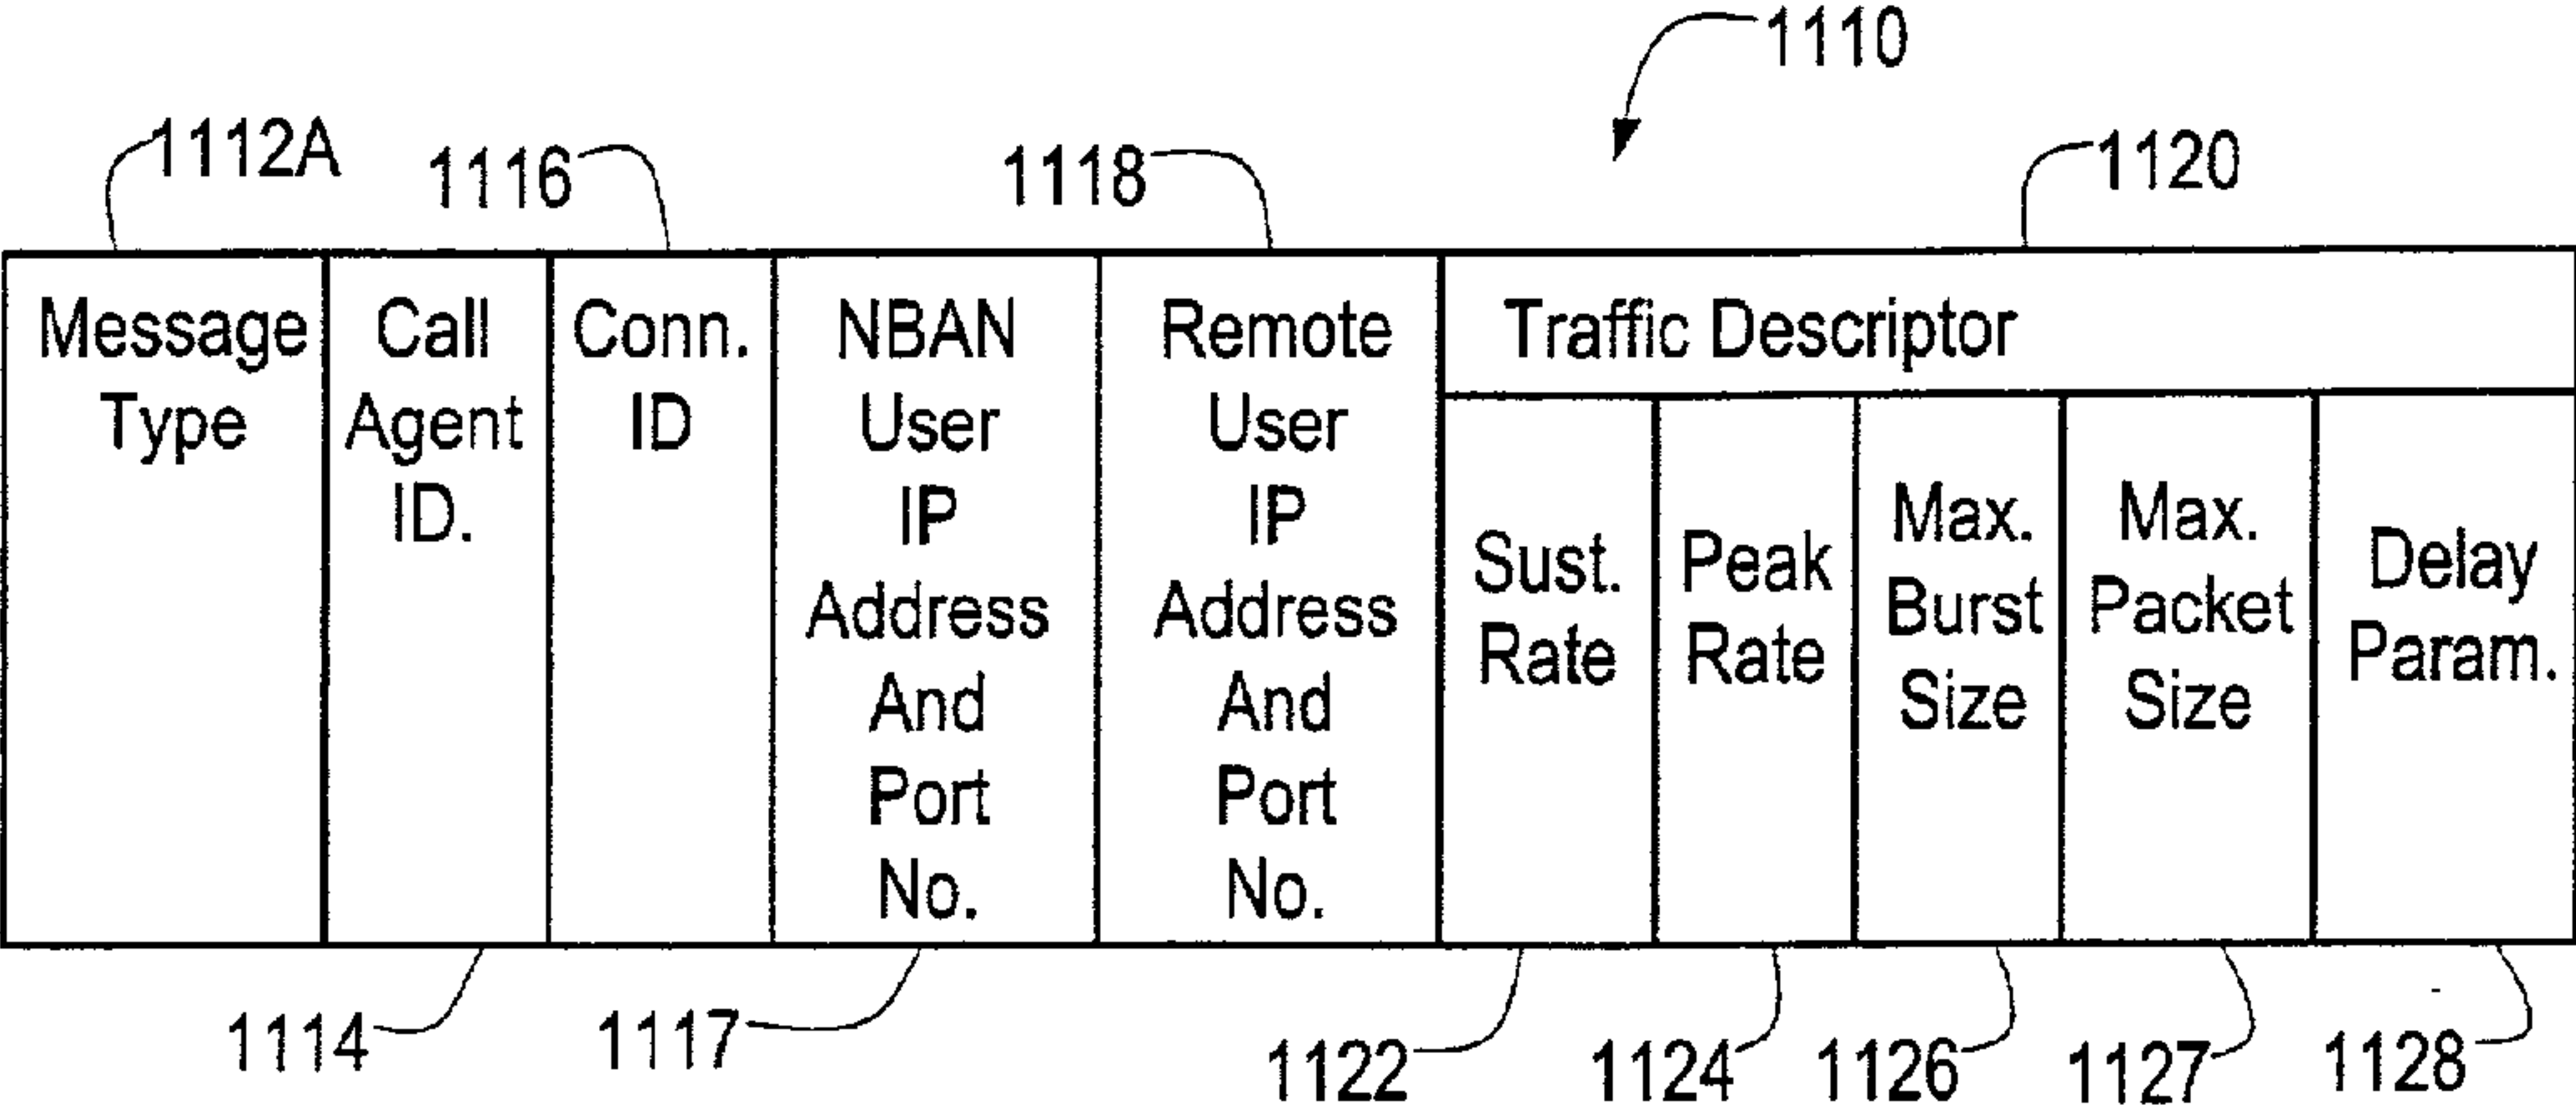 1110
1112A
1116
1118
1120
Message
Type
Call
Agent
ID.
Conn.
ID
NBAN
User
IP
Address
And
Port
No.
Remote
User
IP
Address
And
Port
No.
Traffic Descriptor
Sust.
Rate
Peak
Rate
Max.
Burst
Size
Max.
Packet
Size
Delay
Param.
1114
1117
1122
1124
1126
1127
1128